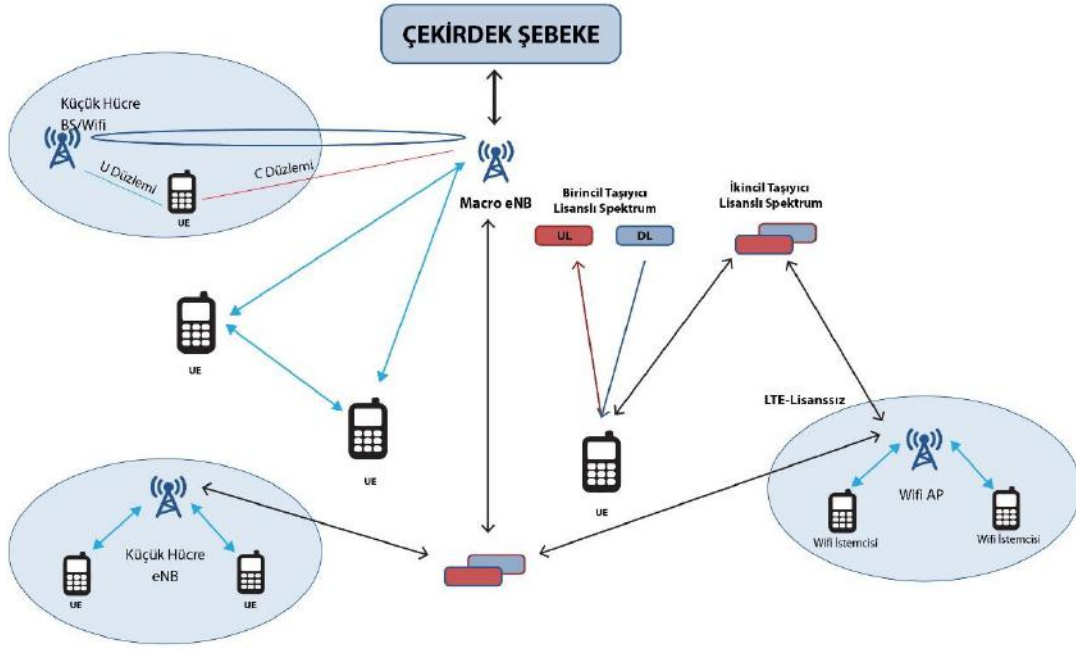 ÇEKİRDEK ŞEBEKE
Küçük Hücre
BS/Wifi
U Düzlemi
C Düzlemi
UE
Macro eNB
Birincil Taşıyıcı
Lisanslı Spektrum
UL
DL
İkincil Taşıyıcı
Lisanslı Spektrum
UE
UE
UE
LTE-Lisanssız
Wifi AP
Wifi İstemcisi
Wifi İstemcisi
Küçük Hücre
eNB
UE
UE